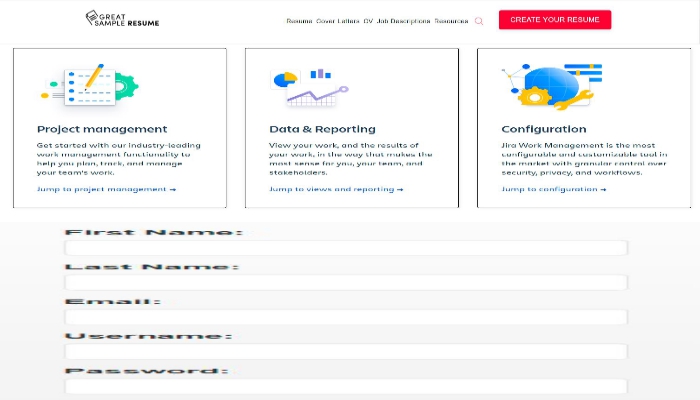 GREAT
SAMPLE RESUME
Resume Cover Letters CV Job Descriptions Resources
CREATE YOUR RESUME
Project management
Get started with our industry-leading
work management functionality to
help you plan, track, and manage
your team's work.
Jump to project management →
Data & Reporting
View your work, and the results of
your work, in the way that makes the
most sense for you, your team, and
stakeholders.
Jump to views and reporting →
Configuration
Jira Work Management is the most
configurable and customizable tool in
the market with granular control over
security, privacy, and workflows.
Jump to configuration →
First Name:
Last Name:
Email:
Username:
Password: